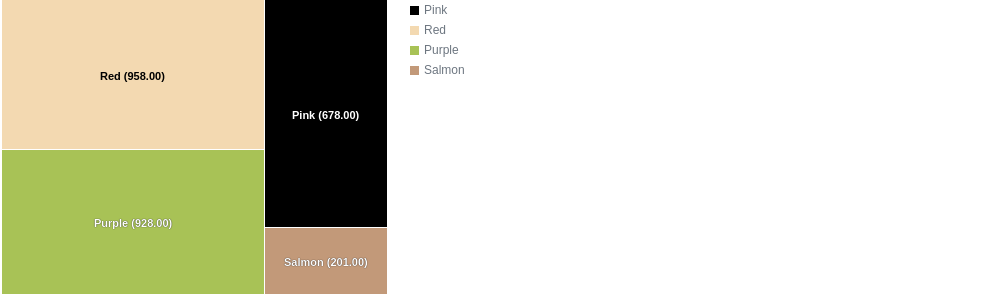 Red (958.00)
Purple (928.00)
Pink (678.00)
Salmon (201.00)
Pink
Red
Purple
Salmon